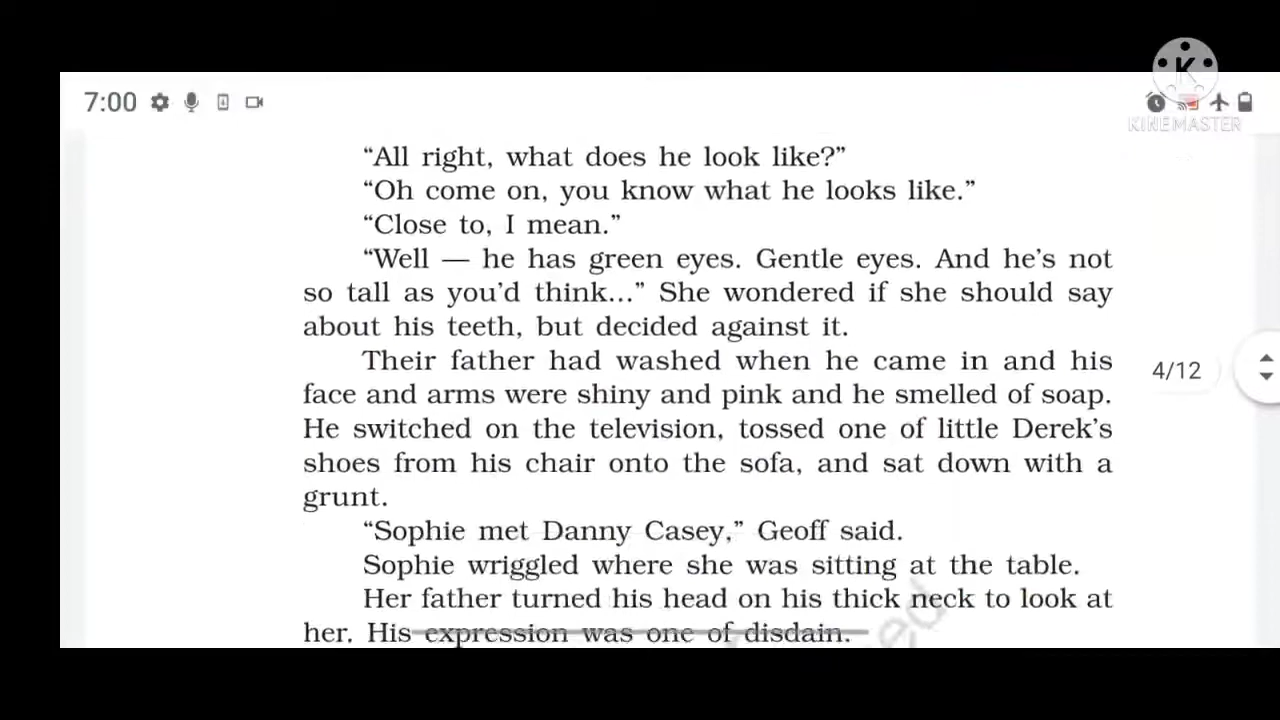 7:00
KINEMASTER
“All right, what does he look like?”
“Oh come on, you know what he looks like.”
“Close to, I mean.”
“Well — he has green eyes. Gentle eyes. And he’s not
so tall as you’d think...” She wondered if she should say
about his teeth, but decided against it.
Their father had washed when he came in and his
face and arms were shiny and pink and he smelled of soap.
He switched on the television, tossed one of little Derek’s
shoes from his chair onto the sofa, and sat down with a
grunt.
4/12
“Sophie met Danny Casey,” Geoff said.
Sophie wriggled where she was sitting at the table.
Her father turned his head on his thick neck to look at
her. His expression was one of disdain.